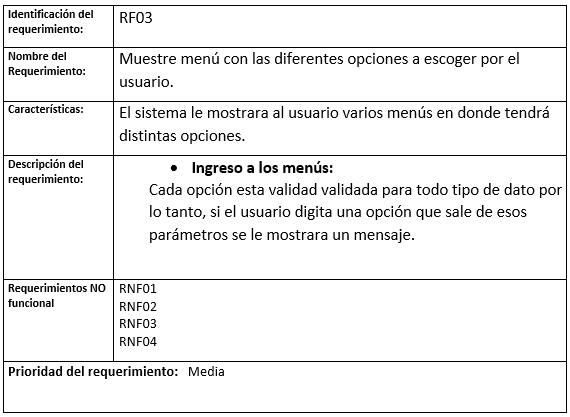 Identificación del
requerimiento:
RF03
Nombre del
Requerimiento:
Muestre menú con las diferentes opciones a escoger por el
usuario.
Características:
El sistema le mostrara al usuario varios menús en donde tendrá
distintas opciones.
Descripción del
requerimiento:
• Ingreso a los menús:
Cada opción esta validad validada para todo tipo de dato por
lo tanto, si el usuario digita una opción que sale de esos
parámetros se le mostrara un mensaje.
Requerimientos NO
funcional
RNF01
RNF02
RNF03
RNF04
Prioridad del requerimiento: Media